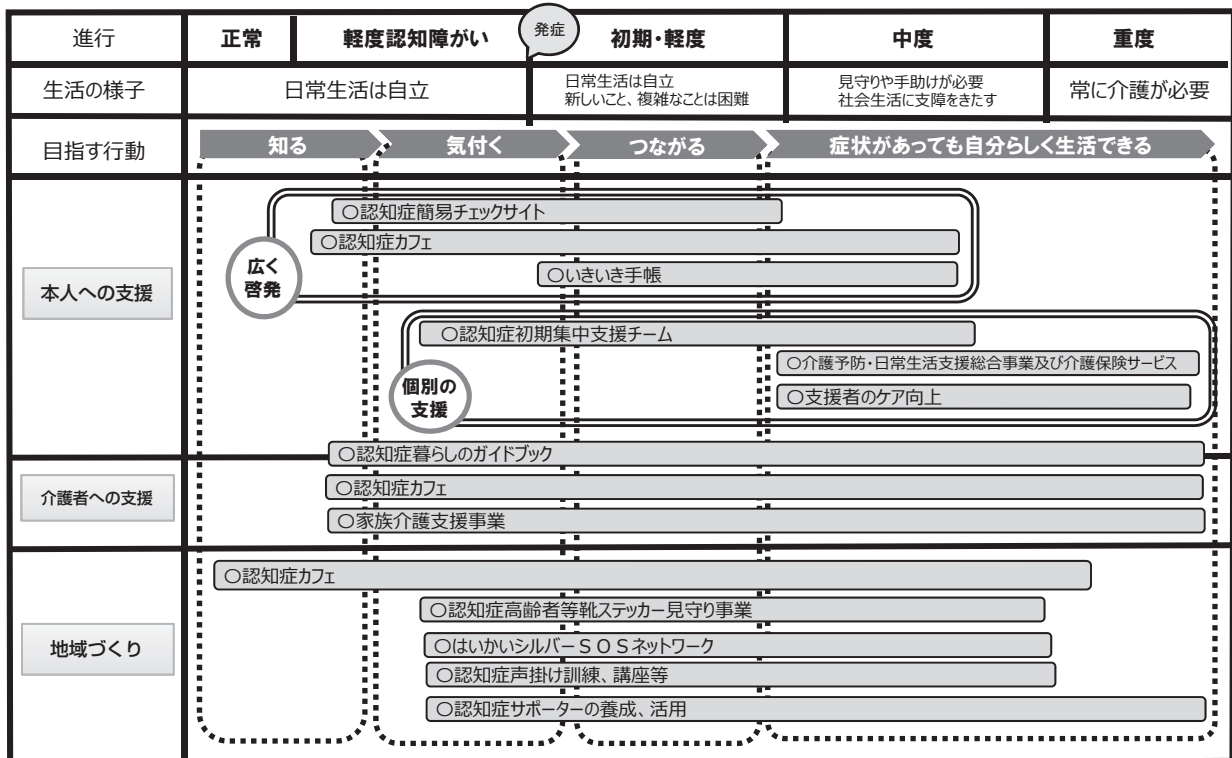 進行
正常
軽度認知障がい
発症
初期・軽度
中度
重度
生活の様子
日常生活は自立
日常生活は自立
新しいこと、複雑なことは困難
見守りや手助けが必要
社会生活に支障をきたす
常に介護が必要
目指す行動
知る
気付く
つながる
症状があっても自分らしく生活できる
本人への支援
広く
啓発
○認知症簡易チェックサイト
○認知症カフェ
○いきいき手帳
個別の
支援
○認知症初期集中支援チーム
○介護予防・日常生活支援総合事業及び介護保険サービス
○支援者のケア向上
○認知症暮らしのガイドブック
介護者への支援
○認知症カフェ
○家族介護支援事業
地域づくり
○認知症カフェ
○認知症高齢者等靴ステッカー見守り事業
○はいかいシルバーSOSネットワーク
○認知症声掛け訓練、講座等
○認知症サポーターの養成、活用